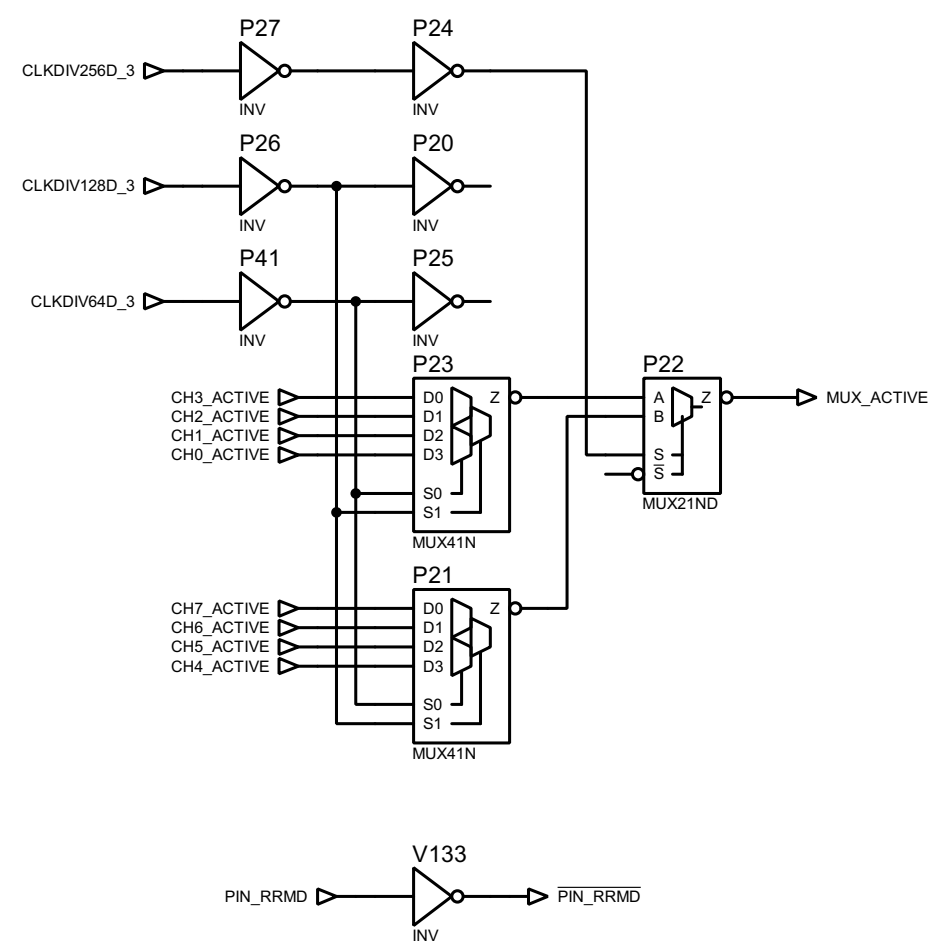 P27 P24
CLKDIV256D_3
INV INV
P26 P20
CLKDIV128D_3
INV INV
P41 P25
CLKDIV64D_3
INV INV
P23 P22
CH3_ACTIVE D0 Z A Z MUX_ACTIVE
CH2_ACTIVE D1 B
CH1_ACTIVE D2
CH0_ACTIVE D3 S
S̅
S0
MUX21ND
S1
MUX41N
P21
CH7_ACTIVE D0 Z
CH6_ACTIVE D1
CH5_ACTIVE D2
CH4_ACTIVE D3
S0
S1
MUX41N
V133
PIN_RRMD P̅I̅N̅_̅R̅R̅M̅D̅
INV